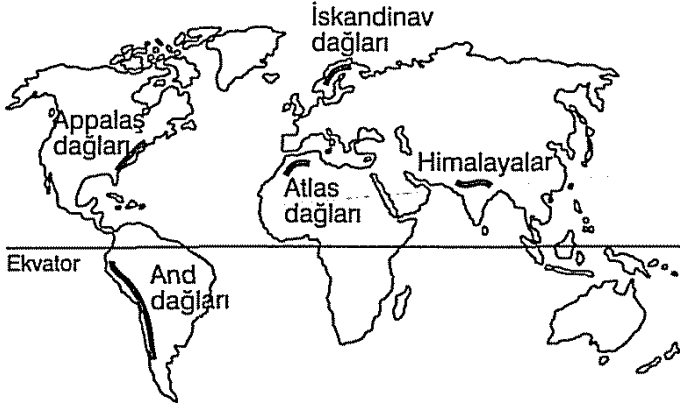 İskandinav
dağları
Appalaş
dağları
Himalayalar
Atlas
dağları
Ekvator
And
dağları